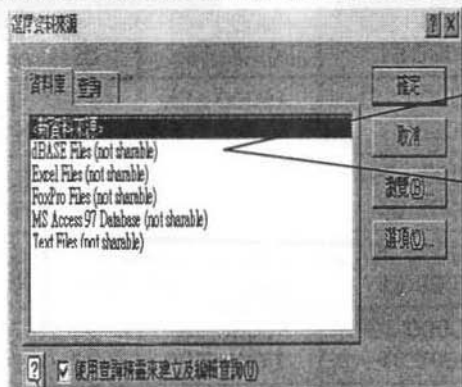 選擇資料來源
資料庫 查詢
<新資料來源>
dBASE Files (not sharable)
Excel Files (not sharable)
FoxPro Files (not sharable)
MS Access 97 Database (not sharable)
Text Files (not sharable)
確定
取消
瀏覽(B)...
選項(O)...
使用查詢精靈來建立及編輯查詢(U)